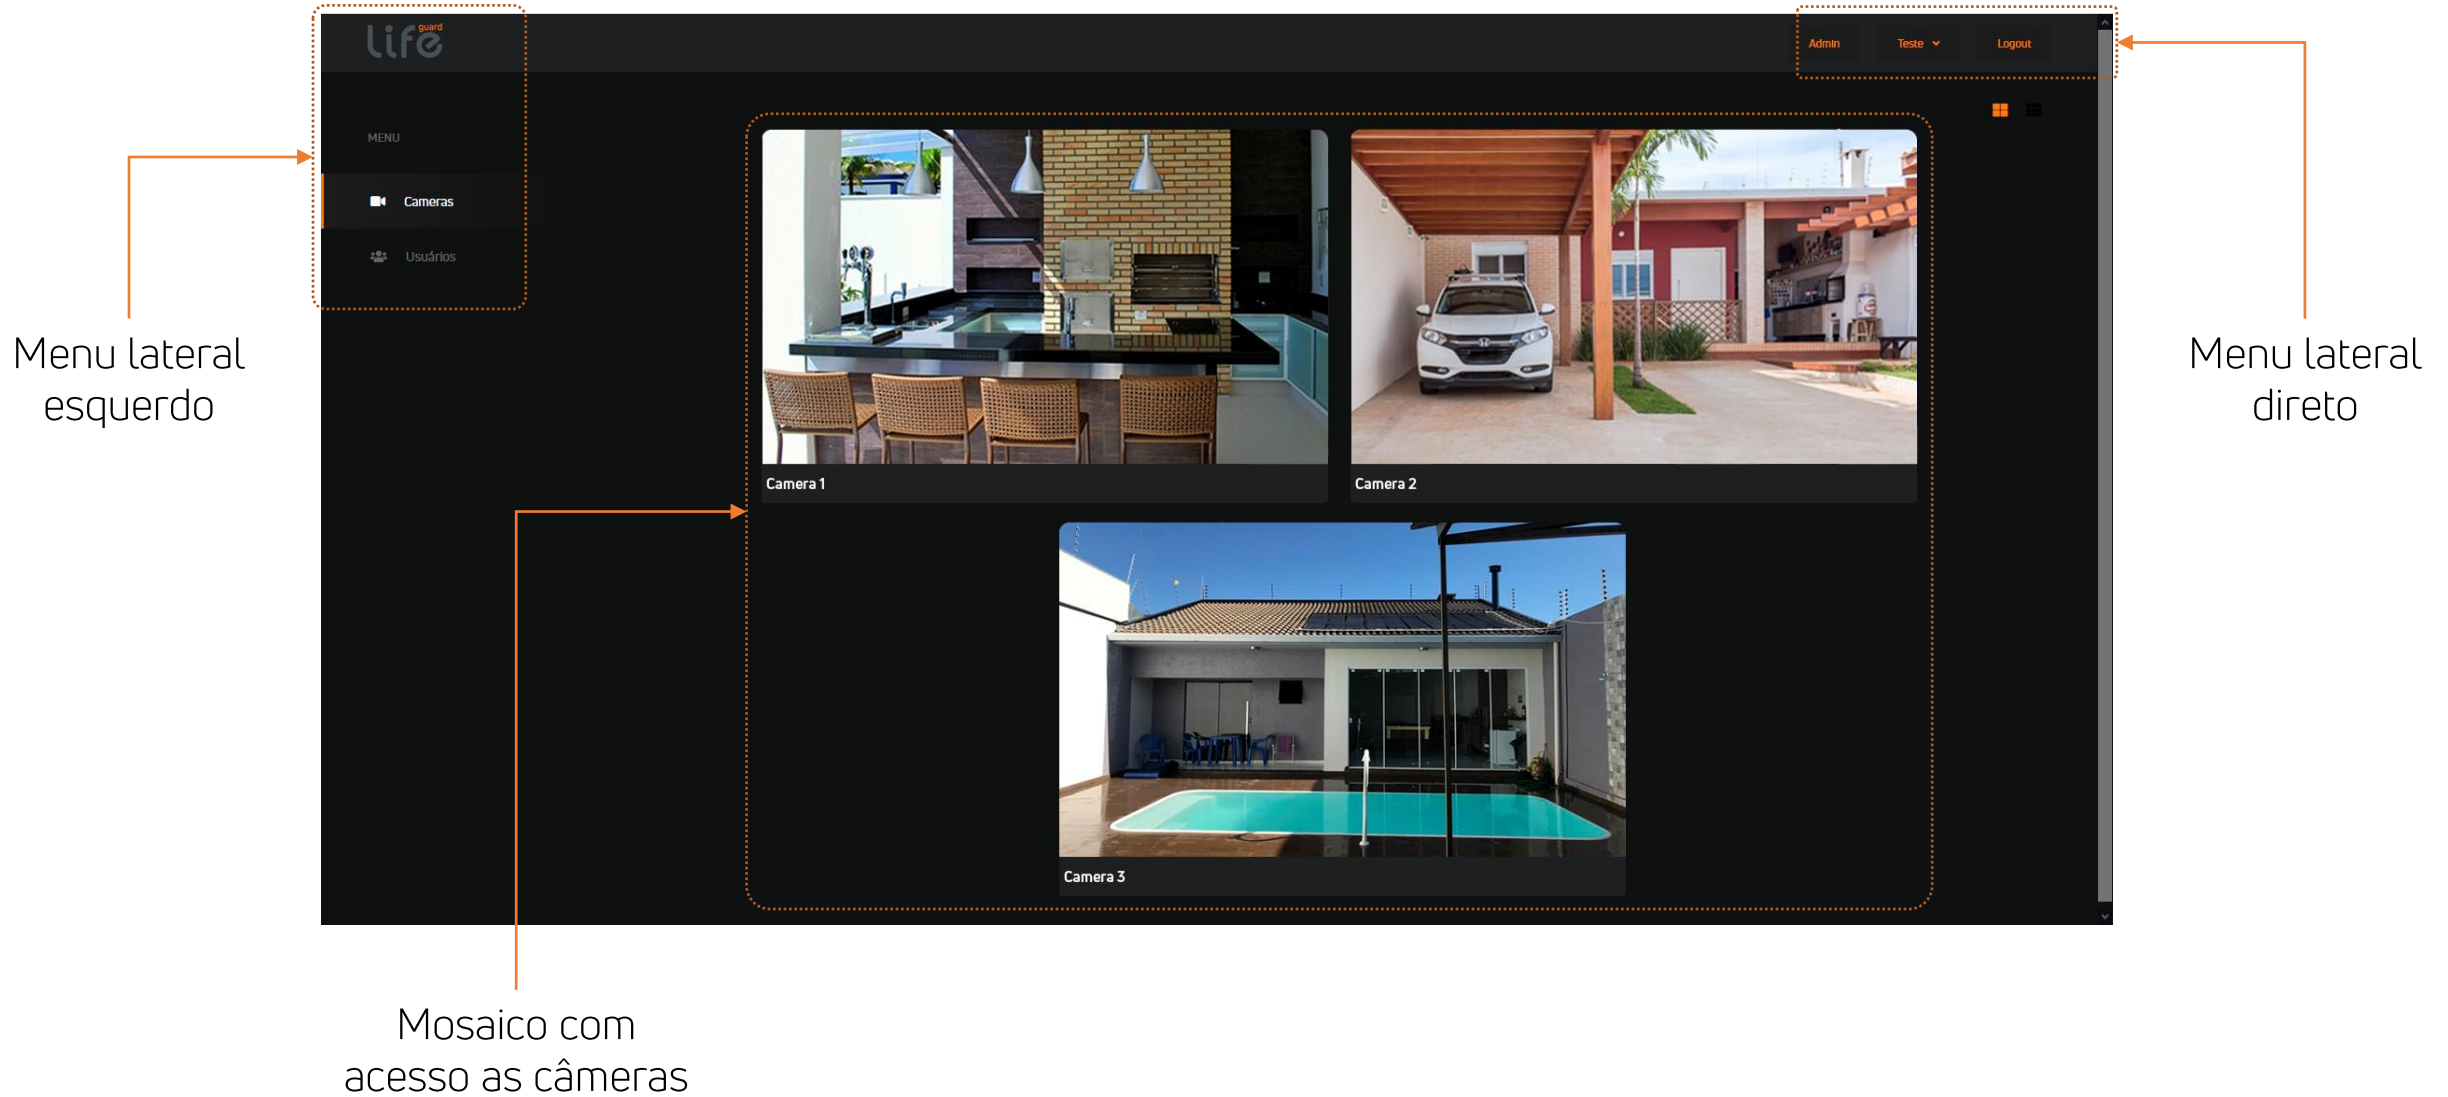 Life guard
Admin
Teste
Logout
MENU
Cameras
Usuários
Menu lateral
esquerdo
Menu lateral
direto
Camera 1
Camera 2
Camera 3
Mosaico com
acesso as câmeras